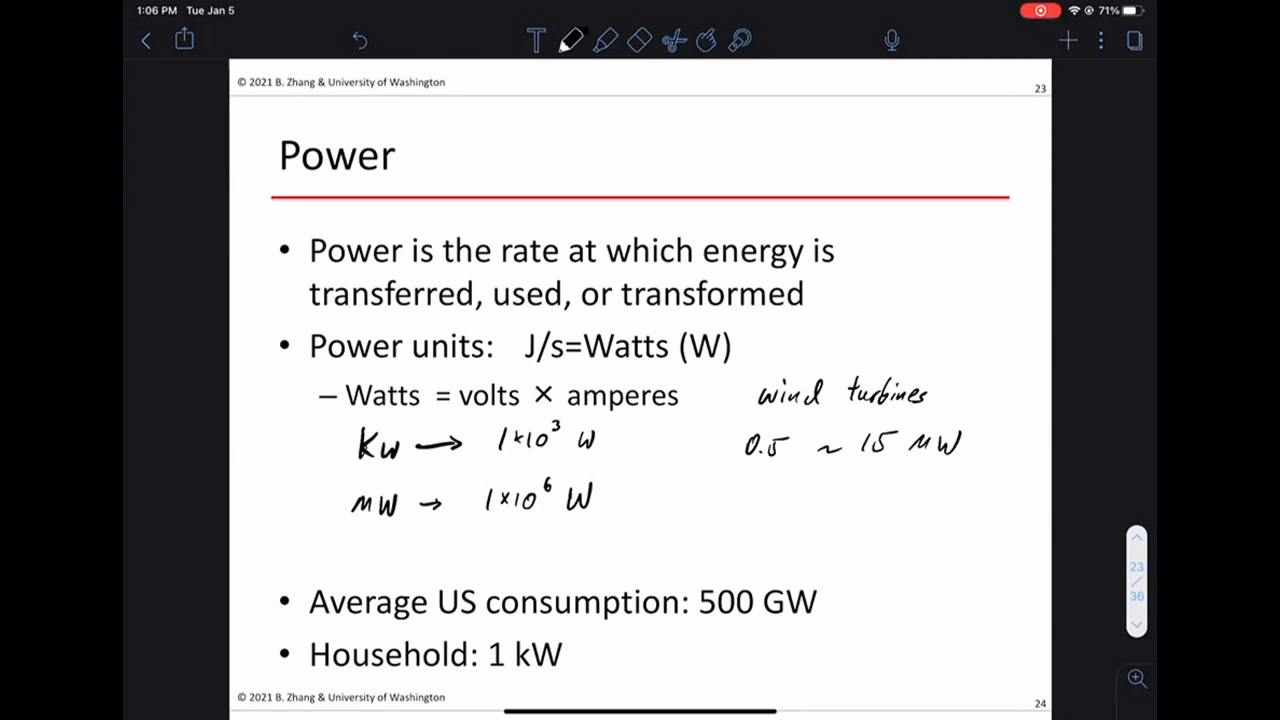 1:06 PM Tue Jan 5
71%
© 2021 B. Zhang & University of Washington
23
Power
• Power is the rate at which energy is
transferred, used, or transformed
• Power units: J/s=Watts (W)
– Watts = volts × amperes
wind turbines
KW → 1×10³ W
0.5 ~ 15 MW
MW → 1×10⁶ W
• Average US consumption: 500 GW
• Household: 1 kW
23
/
36
© 2021 B. Zhang & University of Washington
24